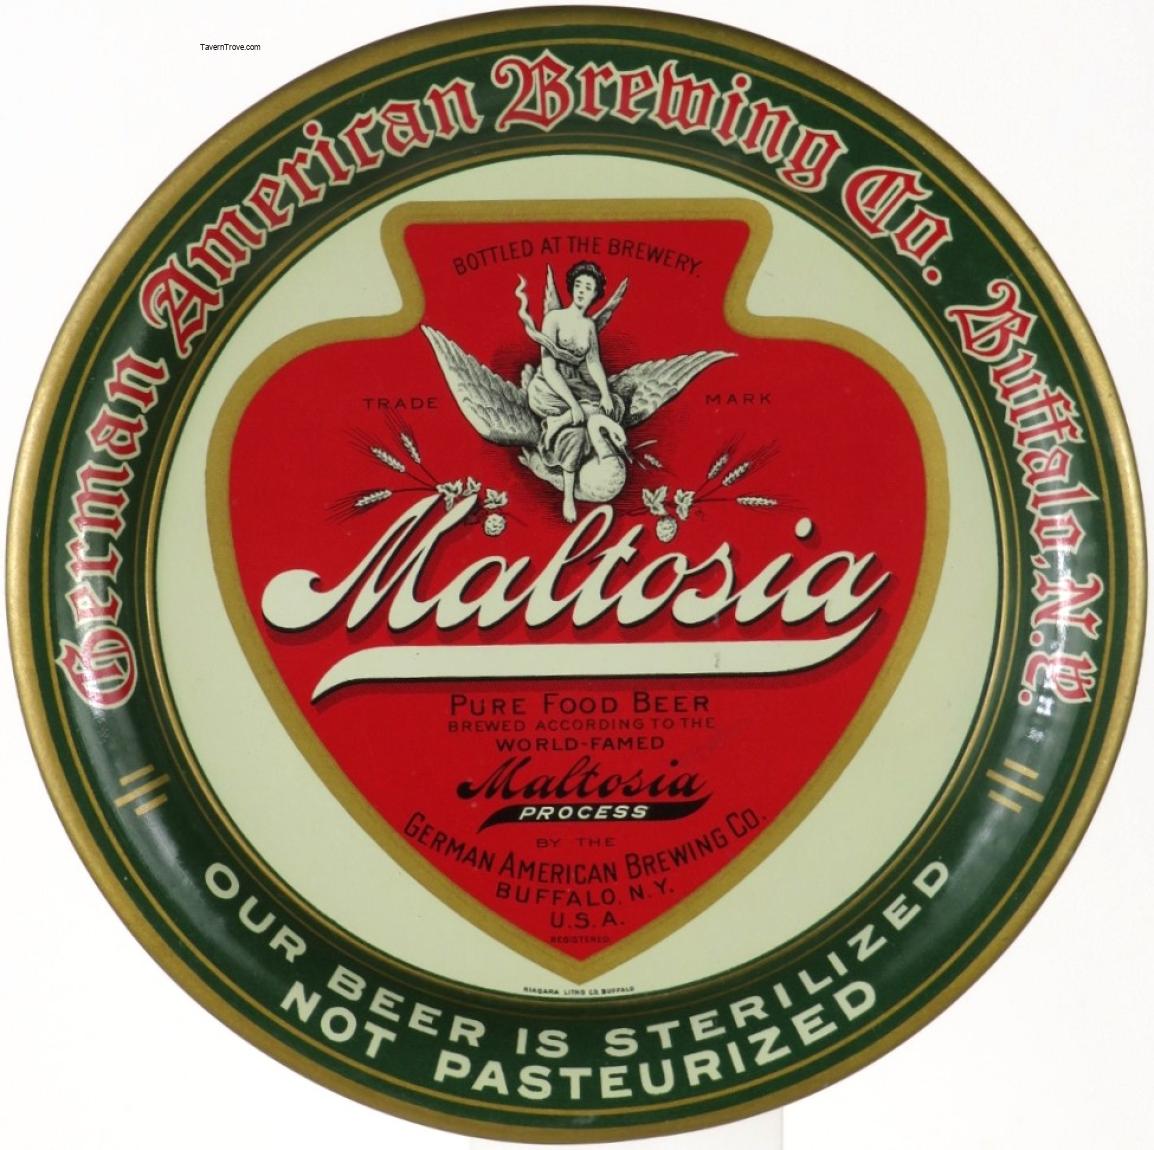 TavernTrove.com
German American Brewing Co. Buffalo, N.Y.
BOTTLED AT THE BREWERY.
TRADE MARK
Maltosia
PURE FOOD BEER
BREWED ACCORDING TO THE
WORLD-FAMED
Maltosia
PROCESS
BY THE
GERMAN AMERICAN BREWING CO.
BUFFALO, N.Y.
U.S.A.
REGISTERED.
NIAGARA LITHO CO. BUFFALO
OUR BEER IS STERILIZED
NOT PASTEURIZED